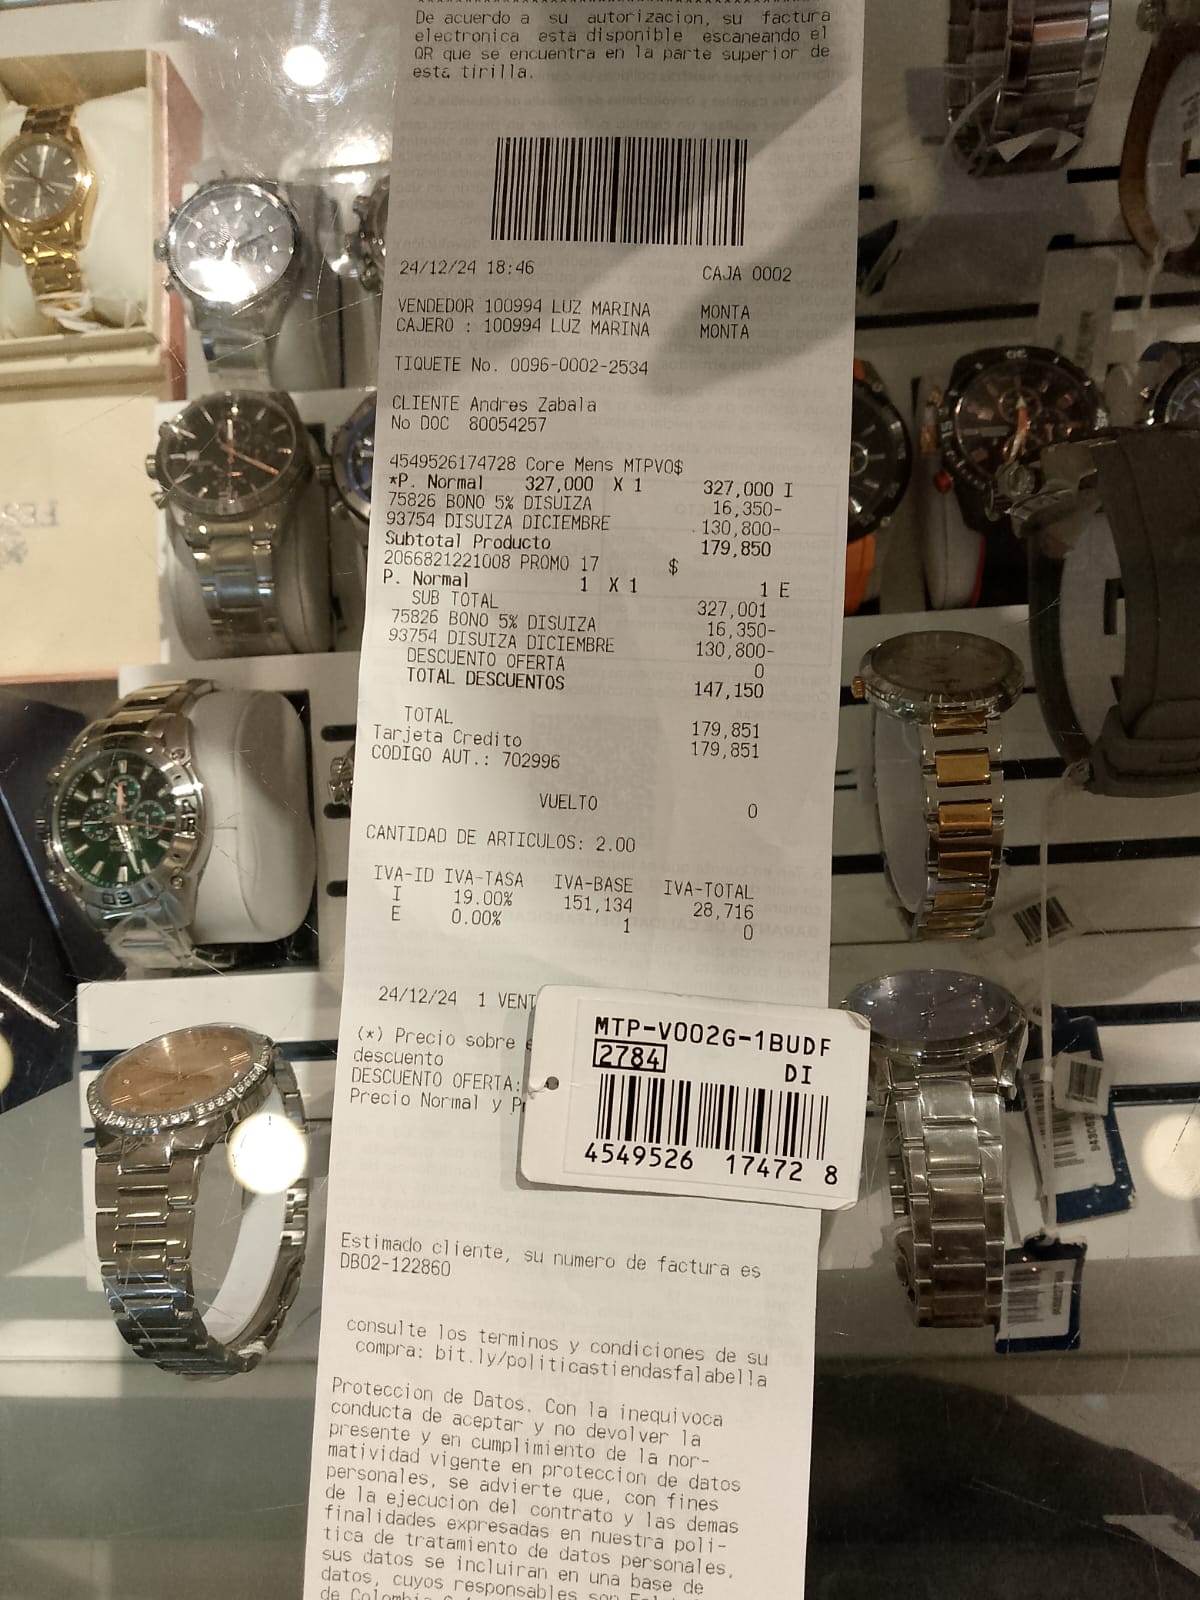 De acuerdo a su autorizacion, su factura
electronica esta disponible escaneando el
QR que se encuentra en la parte superior de
esta tirilla.
24/12/24 18:46 CAJA 0002
VENDEDOR 100994 LUZ MARINA MONTA
CAJERO : 100994 LUZ MARINA MONTA
TIQUETE No. 0096-0002-2534
CLIENTE Andres Zabala
No DOC 80054257
4549526174728 Core Mens MTPV0$
*P. Normal 327,000 X 1 327,000 I
75826 BONO 5% DISUIZA 16,350-
93754 DISUIZA DICIEMBRE 130,800-
Subtotal Producto 179,850
2066821221008 PROMO 17 $
P. Normal 1 X 1 1 E
SUB TOTAL 327,001
75826 BONO 5% DISUIZA 16,350-
93754 DISUIZA DICIEMBRE 130,800-
DESCUENTO OFERTA 0
TOTAL DESCUENTOS 147,150
TOTAL 179,851
Tarjeta Credito 179,851
CODIGO AUT.: 702996
VUELTO 0
CANTIDAD DE ARTICULOS: 2.00
IVA-ID IVA-TASA IVA-BASE IVA-TOTAL
I 19.00% 151,134 28,716
E 0.00% 1 0
24/12/24 1 VENT
(*) Precio sobre
descuento
DESCUENTO OFERTA:
Precio Normal y
MTP-V002G-1BUDF
2784 DI
4549526 17472 8
Estimado cliente, su numero de factura es
DB02-122860
consulte los terminos y condiciones de su
compra: bit.ly/politicastiendasfalabella
Proteccion de Datos. Con la inequivoca
conducta de aceptar y no devolver la
presente y en cumplimiento de la nor-
matividad vigente en proteccion de datos
personales, se advierte que, con fines
de la ejecucion del contrato y las demas
finalidades expresadas en nuestra poli-
tica de tratamiento de datos personales,
sus datos se incluiran en una base de
datos, cuyos responsables son
de Colombia